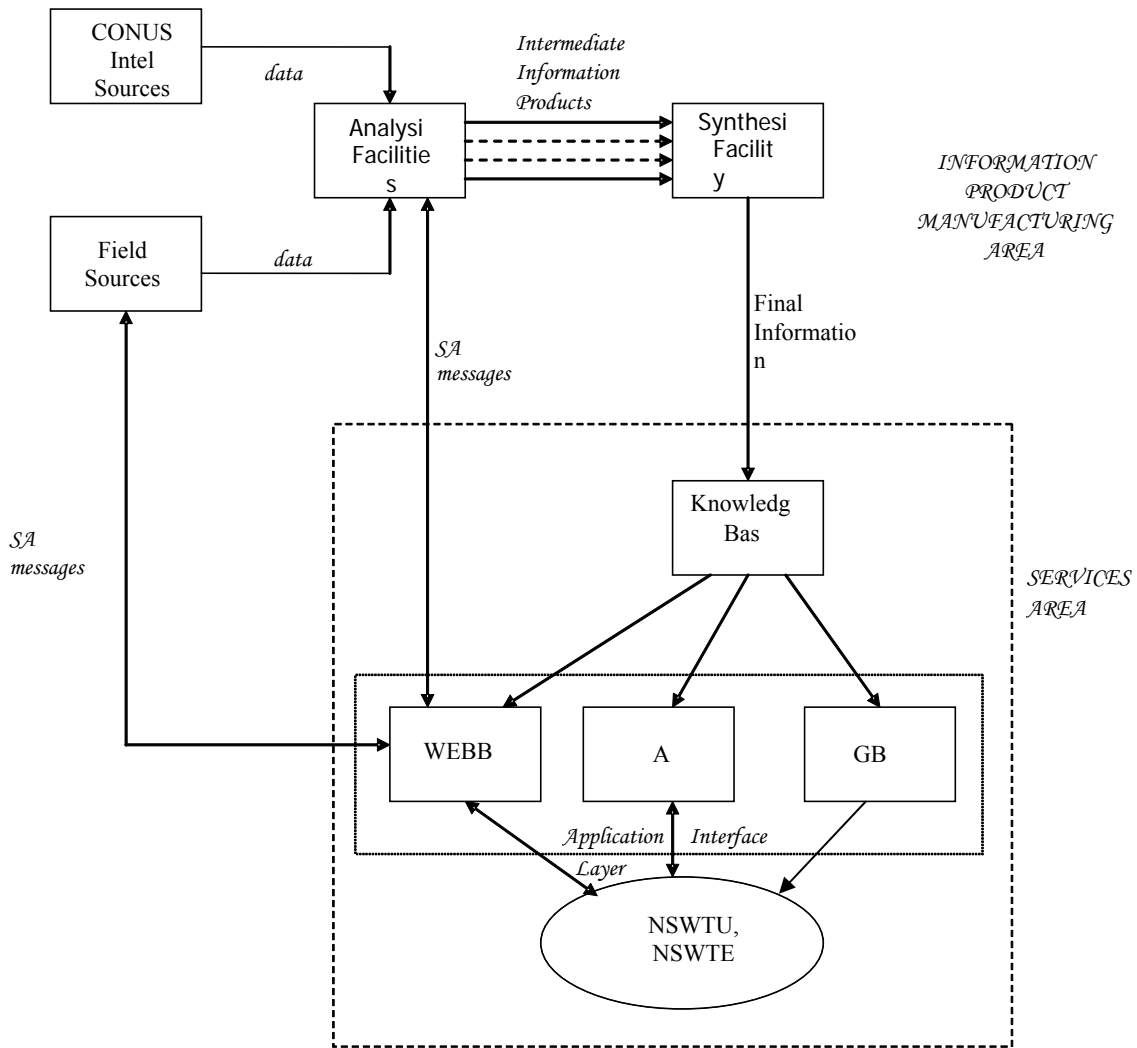 CONUS
Intel
Sources
data
Intermediate
Information
Products
Analysi
Facilitie
s
Synthesi
Facilit
y
INFORMATION
PRODUCT
MANUFACTURING
AREA
Field
Sources
data
Final
Informatio
n
SA
messages
SA
messages
Knowledg
Bas
SERVICES
AREA
WEBB
A
GB
Application Interface
Layer
NSWTU,
NSWTE